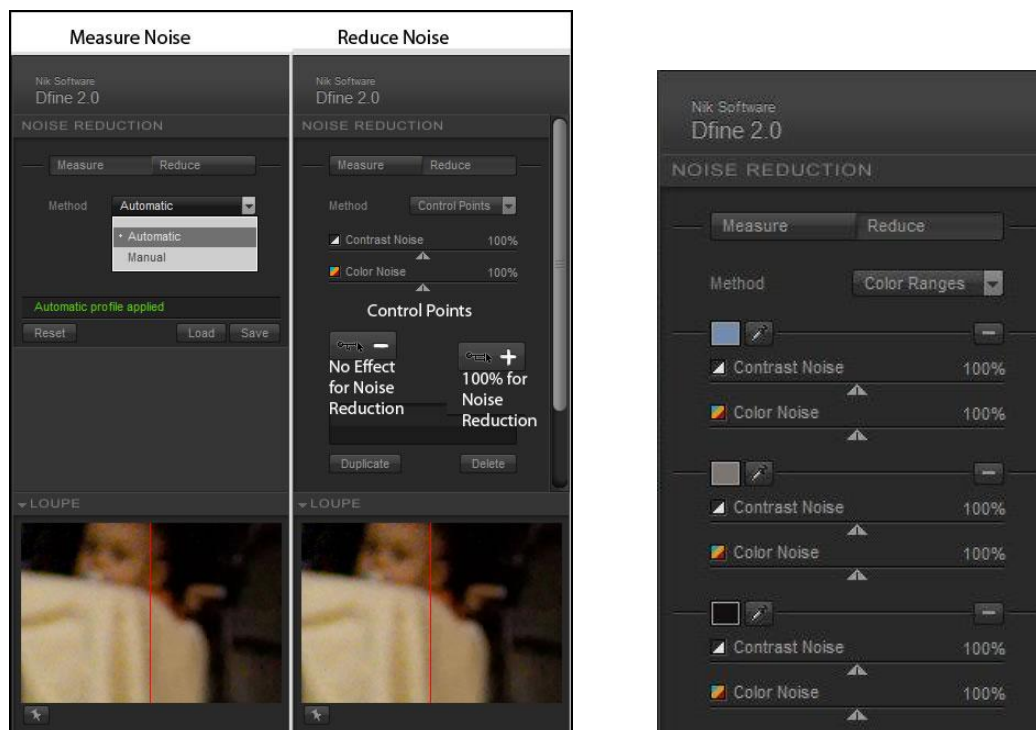 Measure Noise
Nik Software
Dfine 2.0
NOISE REDUCTION
Measure Reduce
Method Automatic
Automatic
Manual
Automatic profile applied
Reset Load Save
LOUPE
Reduce Noise
Nik Software
Dfine 2.0
NOISE REDUCTION
Measure Reduce
Method Control Points
Contrast Noise 100%
Color Noise 100%
Control Points
No Effect
for Noise
Reduction
100% for
Noise
Reduction
Duplicate Delete
LOUPE
Nik Software
Dfine 2.0
NOISE REDUCTION
Measure Reduce
Method Color Ranges
Contrast Noise 100%
Color Noise 100%
Contrast Noise 100%
Color Noise 100%
Contrast Noise 100%
Color Noise 100%